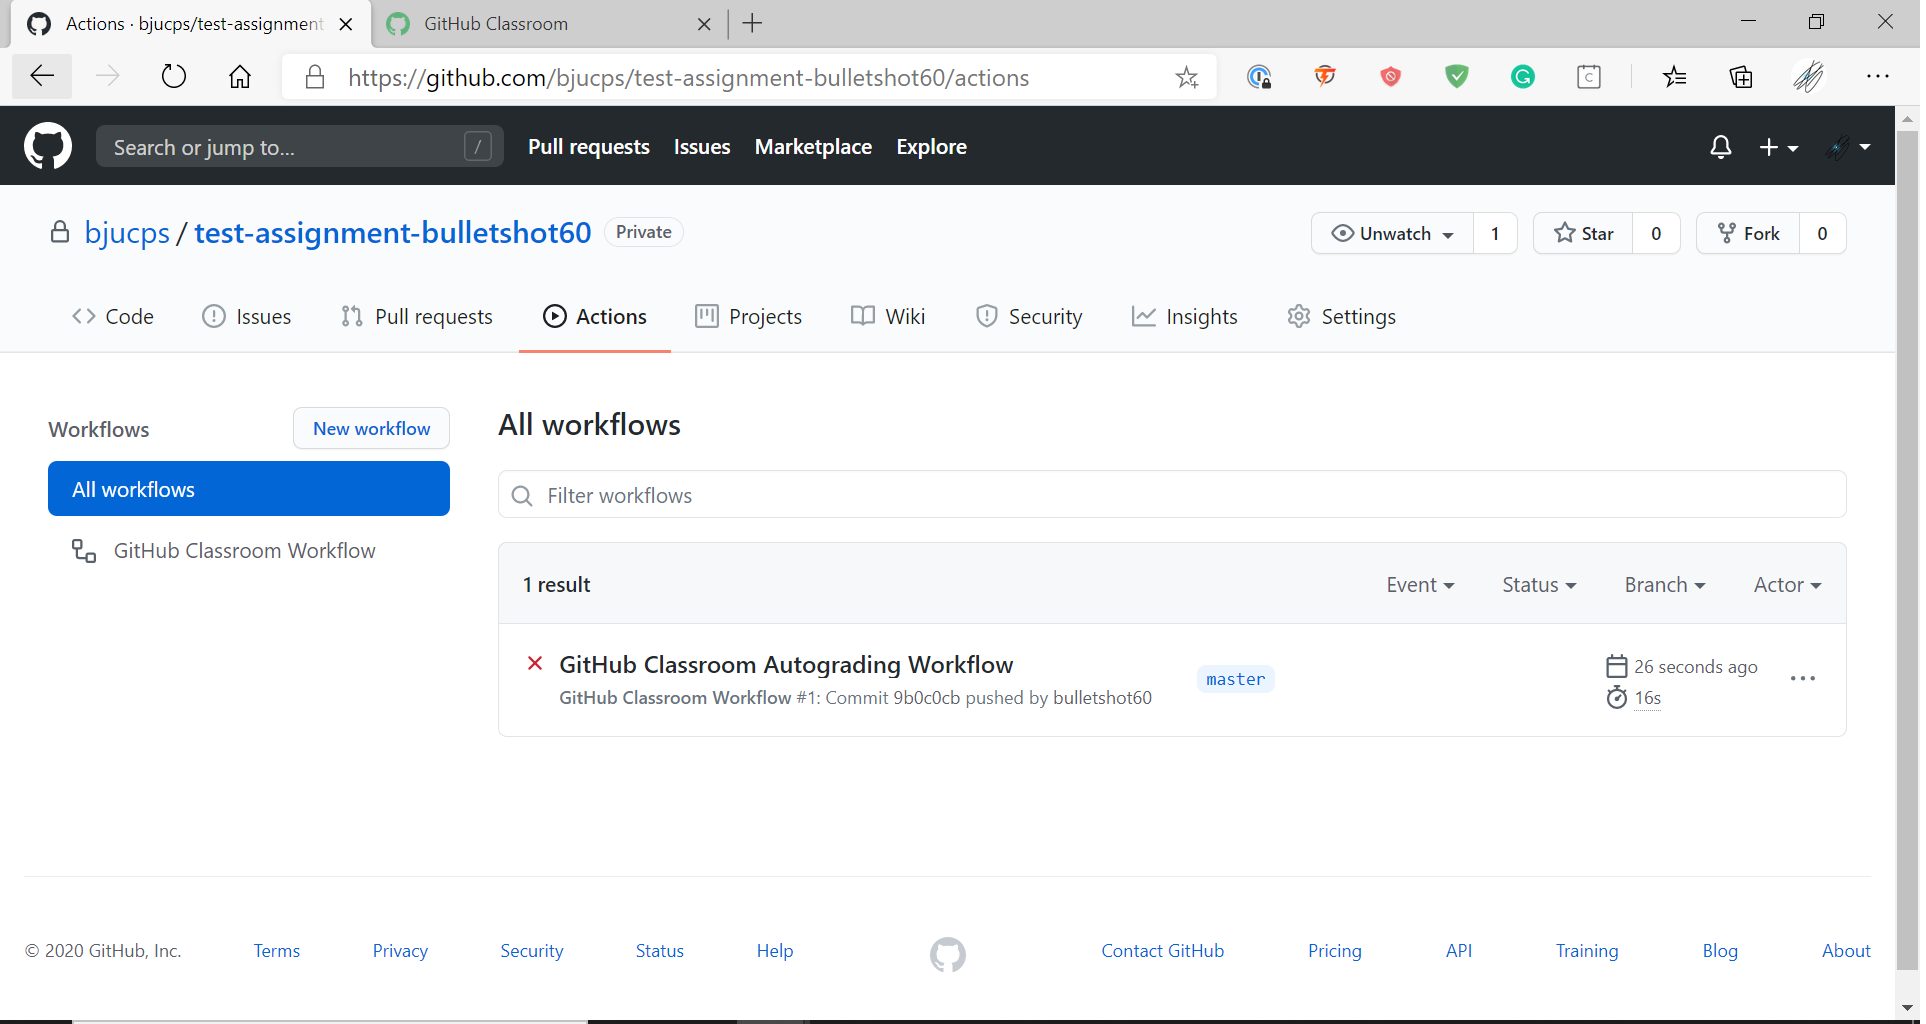 Actions · bjucps/test-assignment
GitHub Classroom
https://github.com/bjucps/test-assignment-bulletshot60/actions
Search or jump to...
/
Pull requests
Issues
Marketplace
Explore
bjucps / test-assignment-bulletshot60
Private
Unwatch
1
Star
0
Fork
0
Code
Issues
Pull requests
Actions
Projects
Wiki
Security
Insights
Settings
Workflows
New workflow
All workflows
GitHub Classroom Workflow
All workflows
Filter workflows
1 result
Event
Status
Branch
Actor
GitHub Classroom Autograding Workflow
GitHub Classroom Workflow #1: Commit 9b0c0cb pushed by bulletshot60
master
26 seconds ago
16s
© 2020 GitHub, Inc.
Terms
Privacy
Security
Status
Help
Contact GitHub
Pricing
API
Training
Blog
About